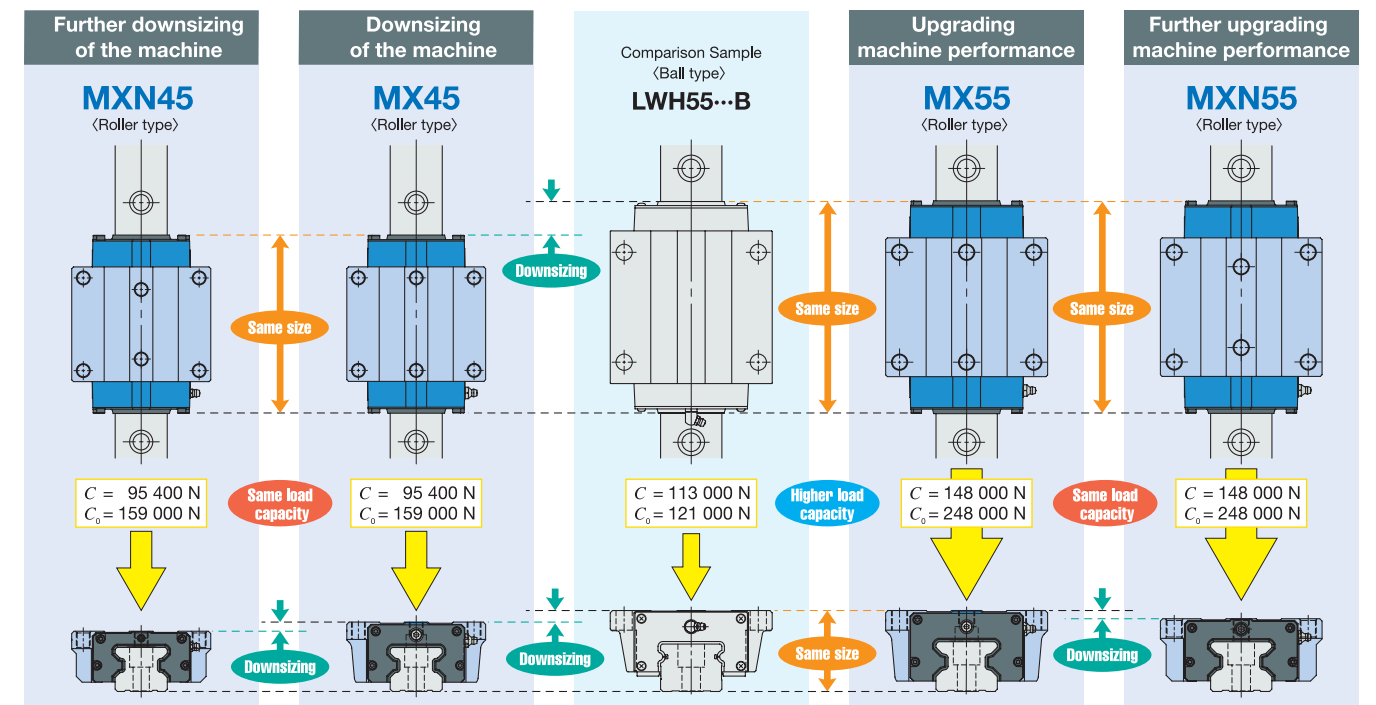 Further downsizing
of the machine
MXN45
〈Roller type〉
Downsizing
of the machine
MX45
〈Roller type〉
Comparison Sample
〈Ball type〉
LWH55···B
Upgrading
machine performance
MX55
〈Roller type〉
Further upgrading
machine performance
MXN55
〈Roller type〉
Same size
Downsizing
Same size
Same size
C = 95 400 N
C₀ = 159 000 N
Same load
capacity
C = 95 400 N
C₀ = 159 000 N
C = 113 000 N
C₀ = 121 000 N
Higher load
capacity
C = 148 000 N
C₀ = 248 000 N
Same load
capacity
C = 148 000 N
C₀ = 248 000 N
Downsizing
Downsizing
Same size
Downsizing